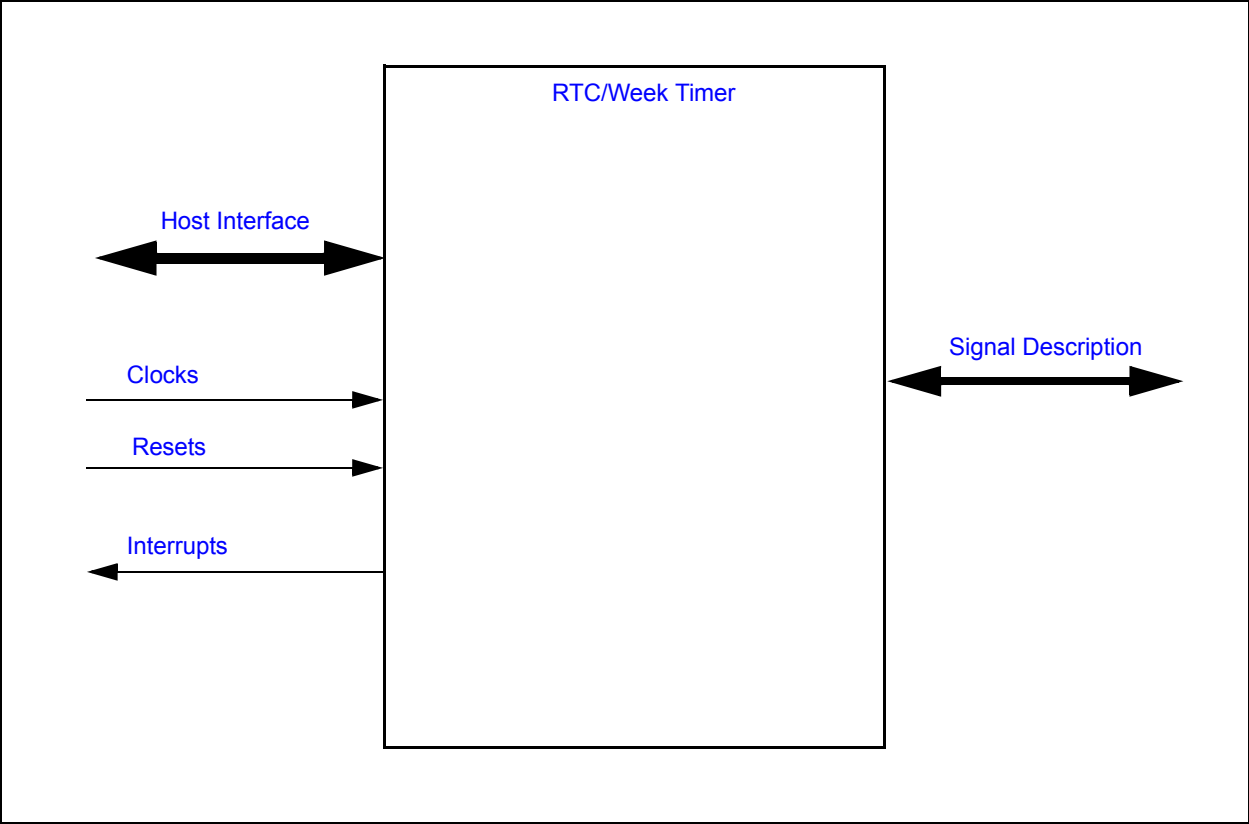 RTC/Week Timer
Host Interface
Signal Description
Clocks
Resets
Interrupts